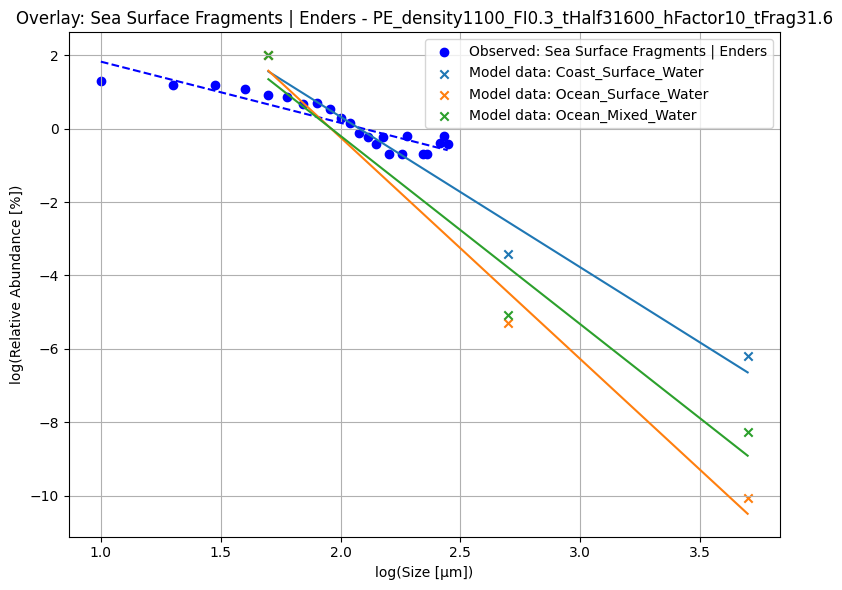 Overlay: Sea Surface Fragments | Enders - PE_density1100_FI0.3_tHalf31600_hFactor10_tFrag31.6
Observed: Sea Surface Fragments | Enders
Model data: Coast_Surface_Water
Model data: Ocean_Surface_Water
Model data: Ocean_Mixed_Water
2
0
−2
−4
−6
−8
−10
log(Relative Abundance [%])
1.0 1.5 2.0 2.5 3.0 3.5
log(Size [μm])